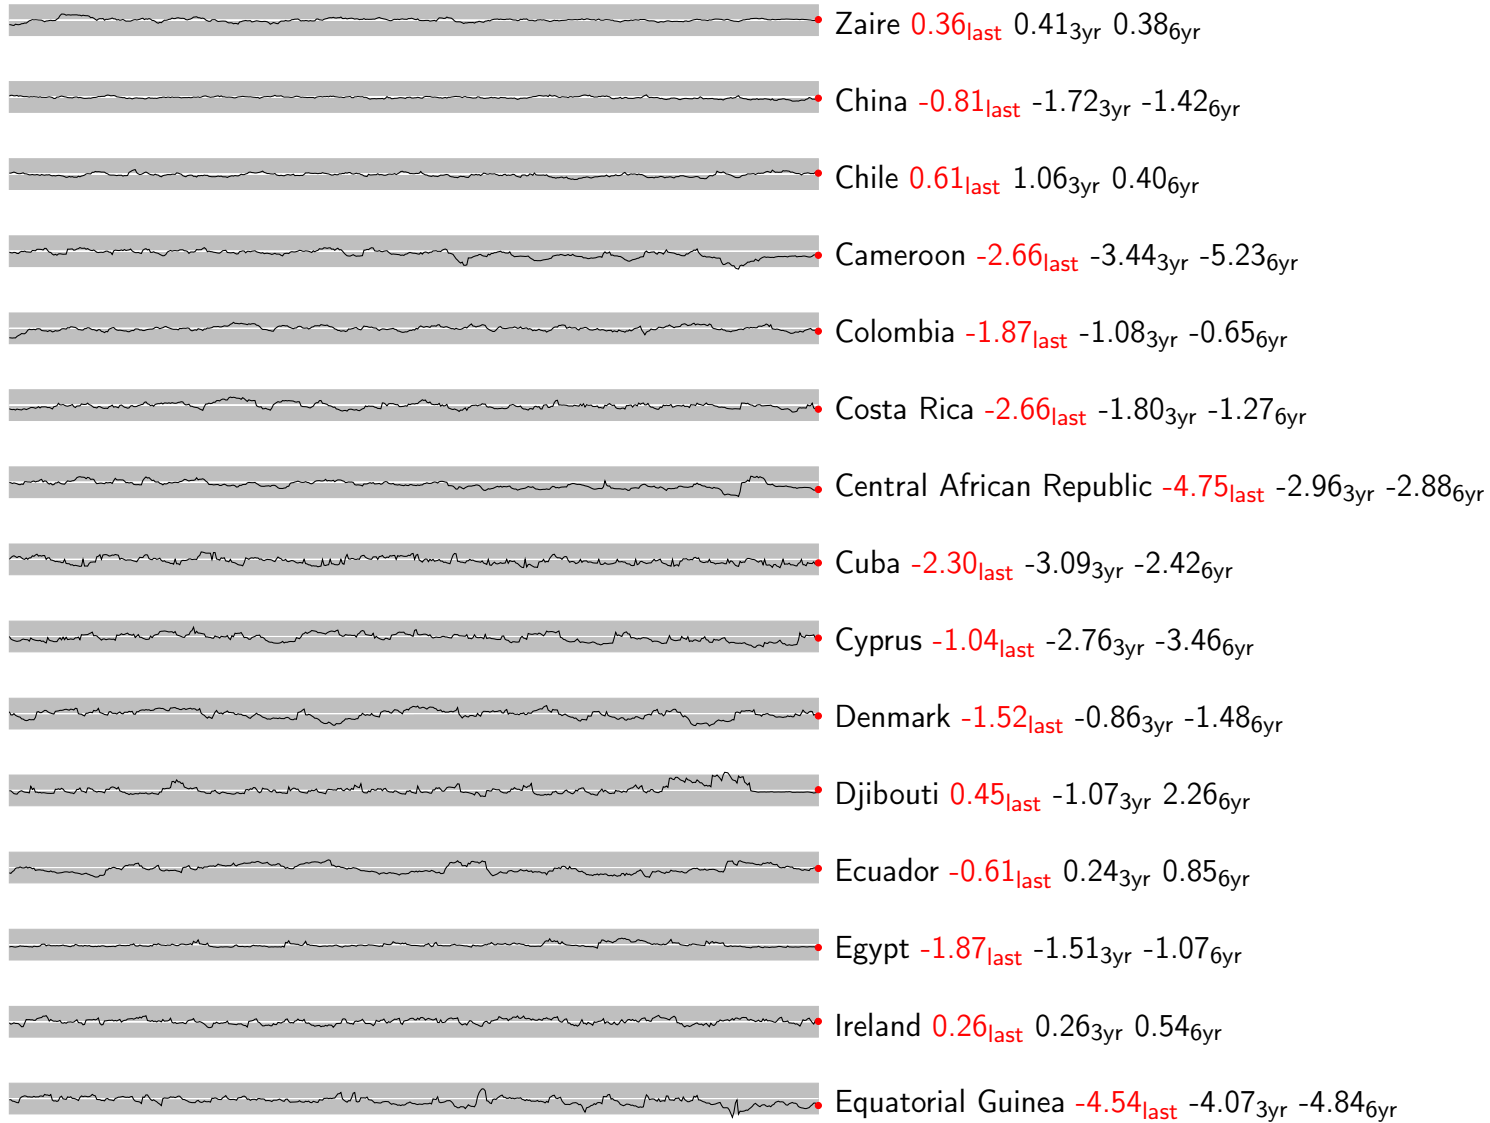 Zaire 0.36last 0.413yr 0.386yr
China -0.81last -1.723yr -1.426yr
Chile 0.61last 1.063yr 0.406yr
Cameroon -2.66last -3.443yr -5.236yr
Colombia -1.87last -1.083yr -0.656yr
Costa Rica -2.66last -1.803yr -1.276yr
Central African Republic -4.75last -2.963yr -2.886yr
Cuba -2.30last -3.093yr -2.426yr
Cyprus -1.04last -2.763yr -3.466yr
Denmark -1.52last -0.863yr -1.486yr
Djibouti 0.45last -1.073yr 2.266yr
Ecuador -0.61last 0.243yr 0.856yr
Egypt -1.87last -1.513yr -1.076yr
Ireland 0.26last 0.263yr 0.546yr
Equatorial Guinea -4.54last -4.073yr -4.846yr